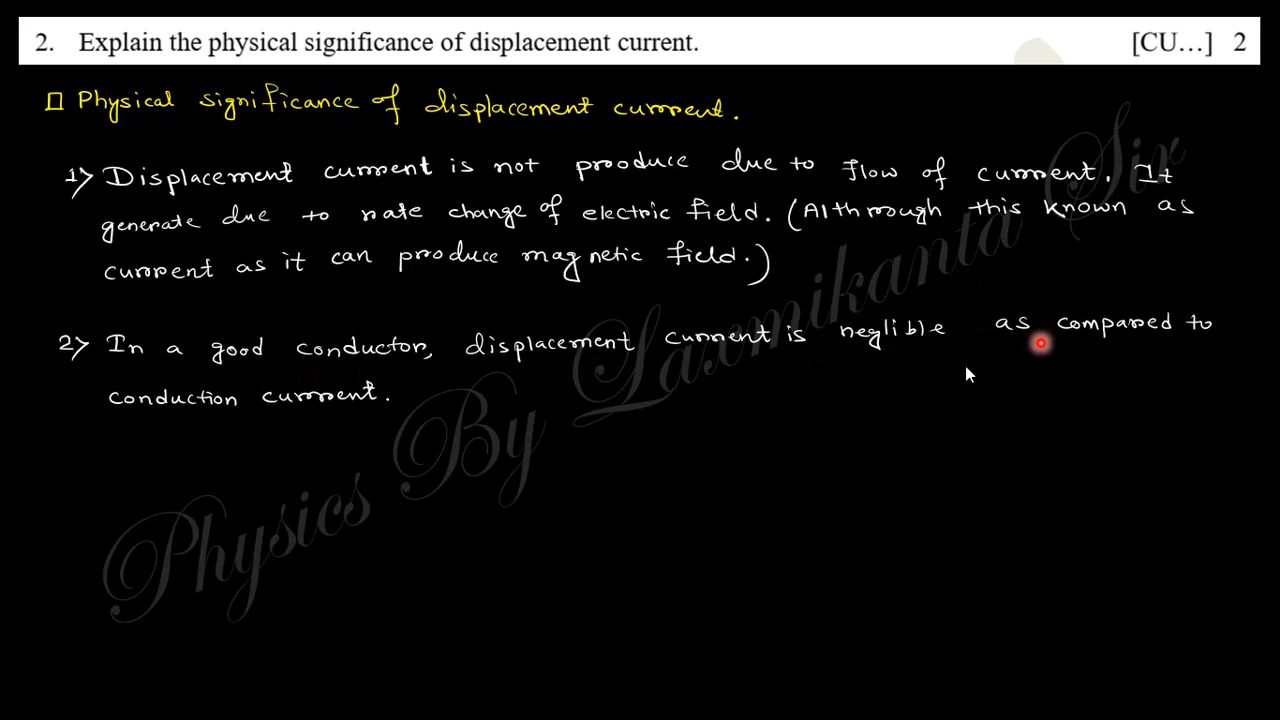 2. Explain the physical significance of displacement current. [CU...] 2
Physical significance of displacement current.
1) Displacement current is not produce due to flow of current. It
generate due to rate change of electric field. (Althrough this known as
current as it can produce magnetic field.)
2) In a good conductor, displacement current is neglible as compared to
conduction current.
Physics By Laxmikanta Sir